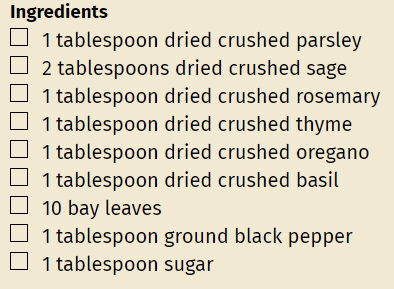 Ingredients
1 tablespoon dried crushed parsley
2 tablespoons dried crushed sage
1 tablespoon dried crushed rosemary
1 tablespoon dried crushed thyme
1 tablespoon dried crushed oregano
1 tablespoon dried crushed basil
10 bay leaves
1 tablespoon ground black pepper
1 tablespoon sugar